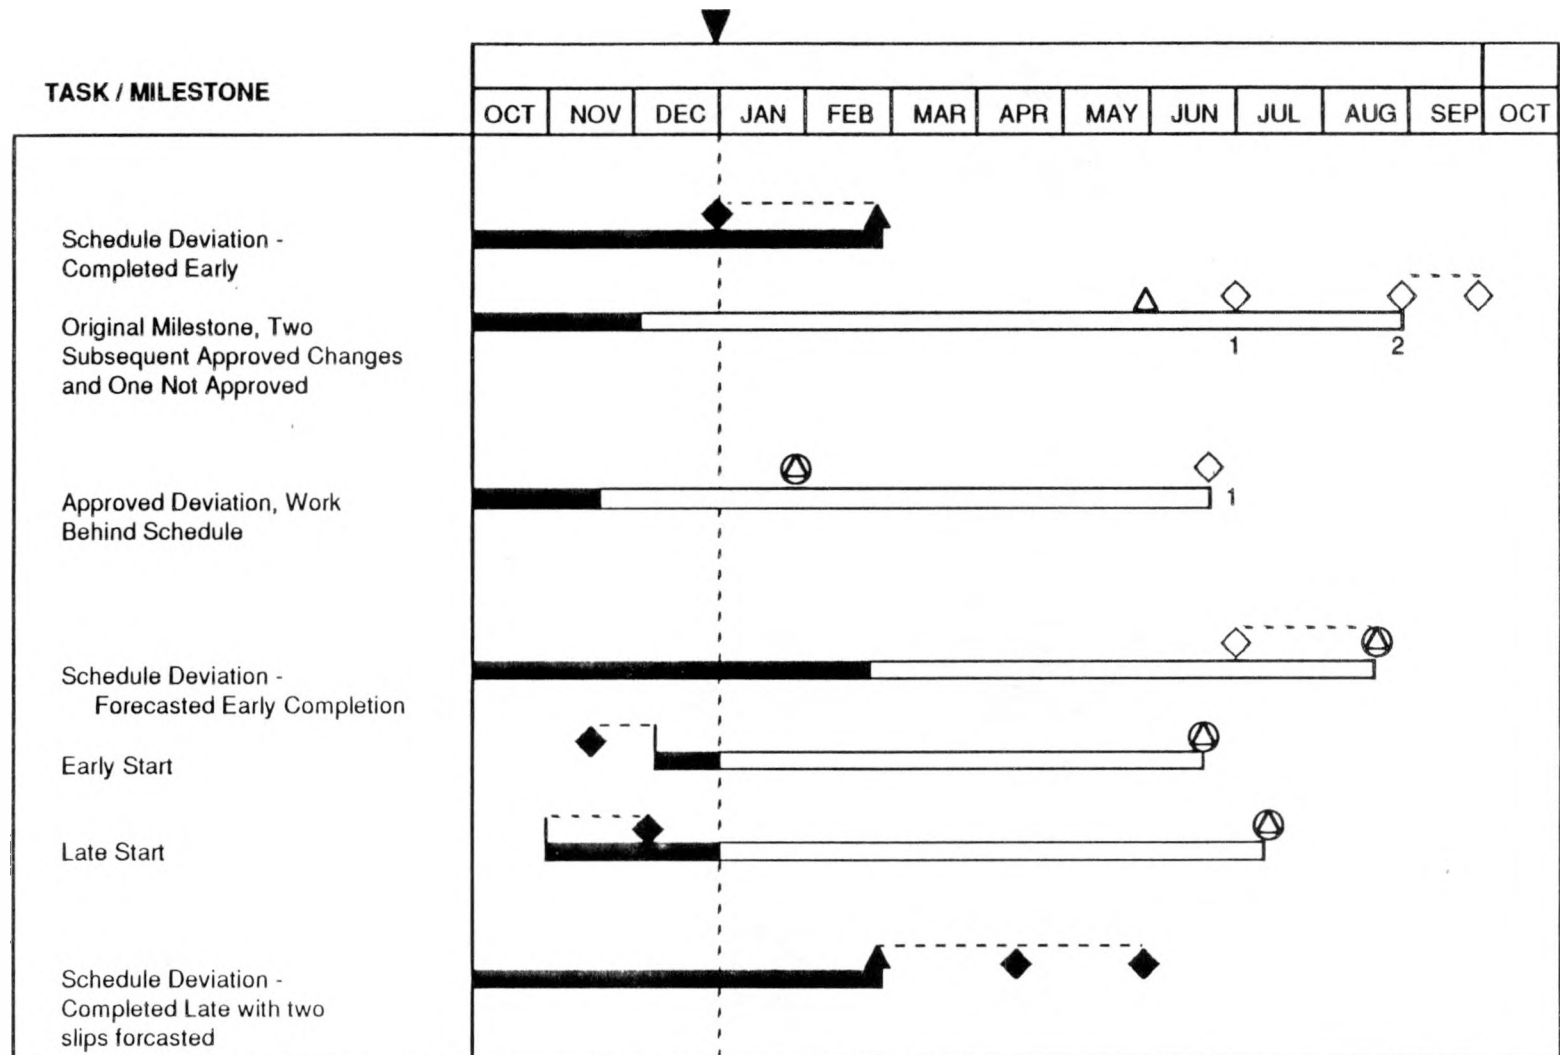 TASK / MILESTONE
OCT NOV DEC JAN FEB MAR APR MAY JUN JUL AUG SEP OCT
Schedule Deviation -
Completed Early
Original Milestone, Two
Subsequent Approved Changes
and One Not Approved
1 2
Approved Deviation, Work
Behind Schedule
1
Schedule Deviation -
Forecasted Early Completion
Early Start
Late Start
Schedule Deviation -
Completed Late with two
slips forcasted